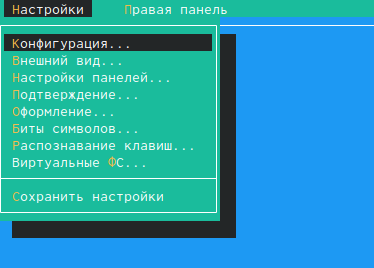 Настройки Правая панель
Конфигурация...
Внешний вид...
Настройки панелей...
Подтверждение...
Оформление...
Биты символов...
Распознавание клавиш...
Виртуальные ФС...
Сохранить настройки